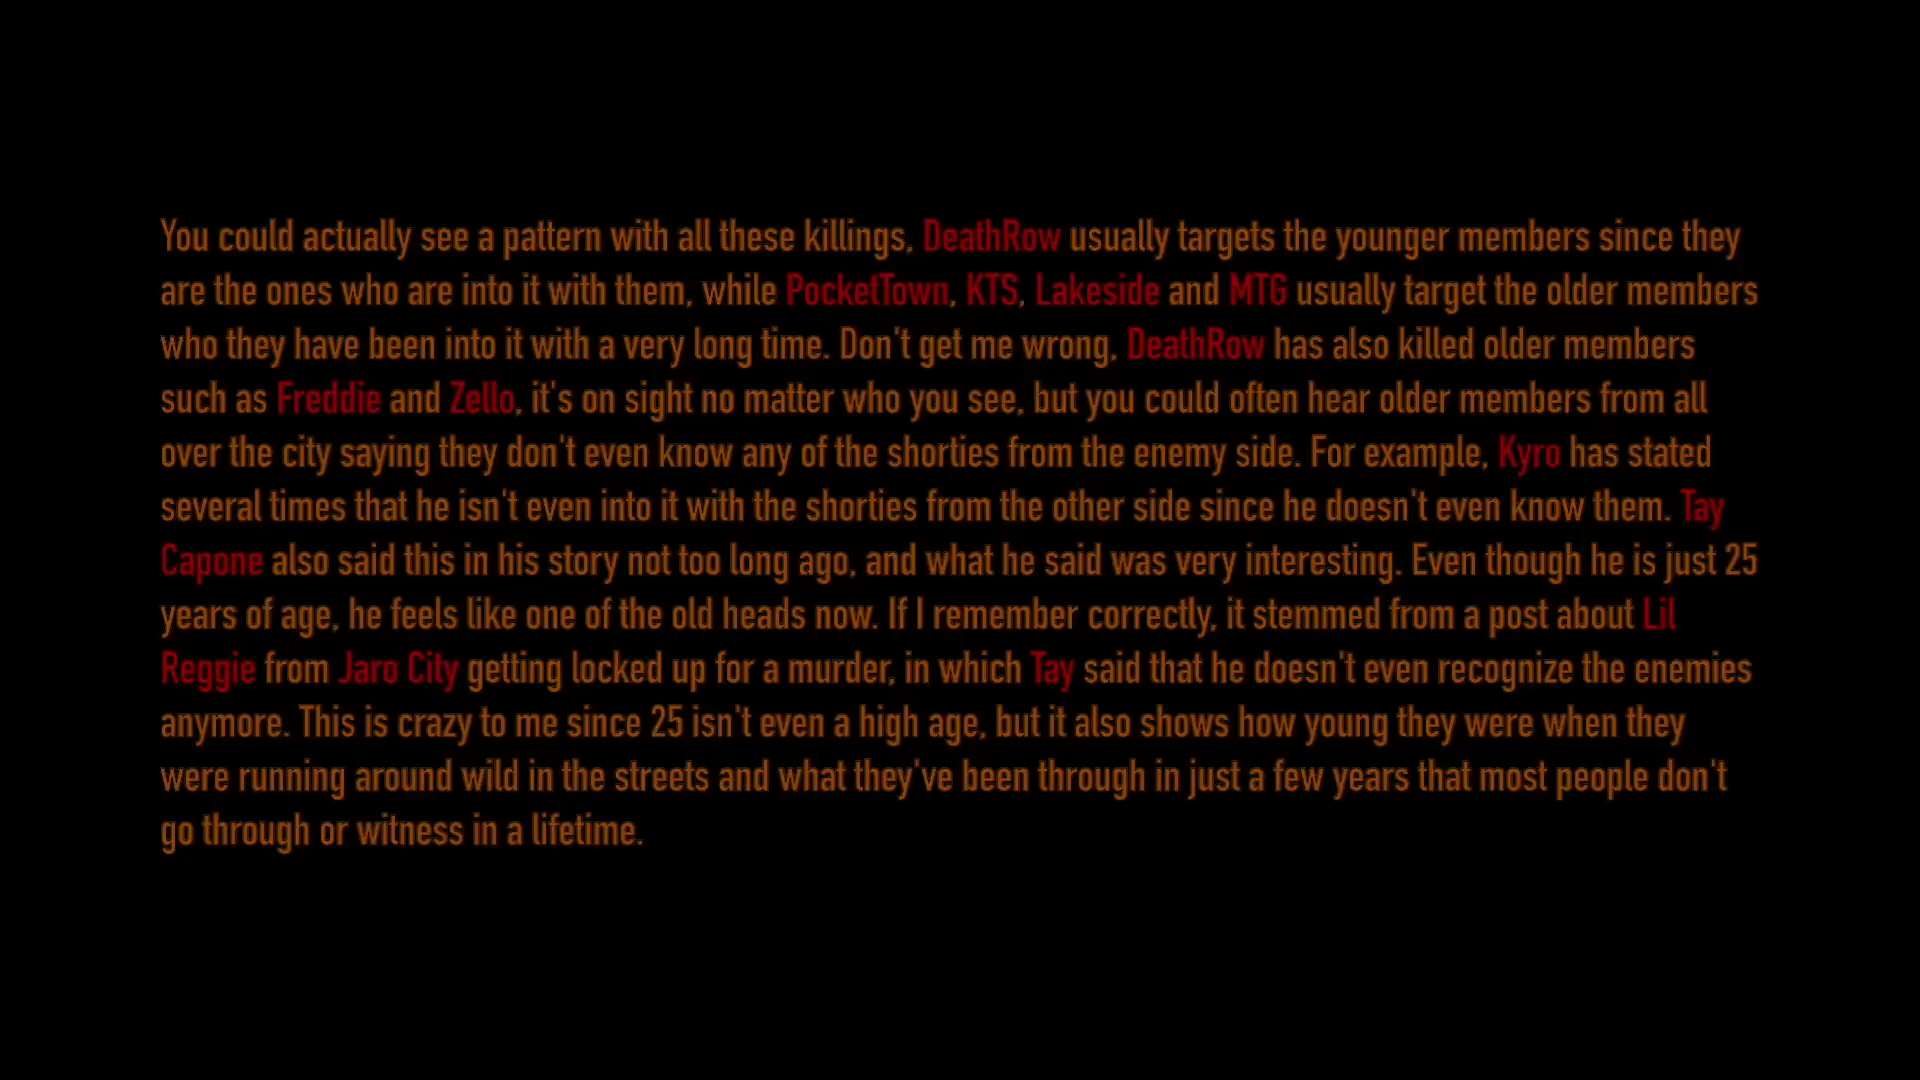 You could actually see a pattern with all these killings, DeathRow usually targets the younger members since they
are the ones who are into it with them, while PocketTown, KTS, Lakeside and MTG usually target the older members
who they have been into it with a very long time. Don't get me wrong, DeathRow has also killed older members
such as Freddie and Zello, it's on sight no matter who you see, but you could often hear older members from all
over the city saying they don't even know any of the shorties from the enemy side. For example, Kyro has stated
several times that he isn't even into it with the shorties from the other side since he doesn't even know them. Tay
Capone also said this in his story not too long ago, and what he said was very interesting. Even though he is just 25
years of age, he feels like one of the old heads now. If I remember correctly, it stemmed from a post about Lil
Reggie from Jaro City getting locked up for a murder, in which Tay said that he doesn't even recognize the enemies
anymore. This is crazy to me since 25 isn't even a high age, but it also shows how young they were when they
were running around wild in the streets and what they've been through in just a few years that most people don't
go through or witness in a lifetime.